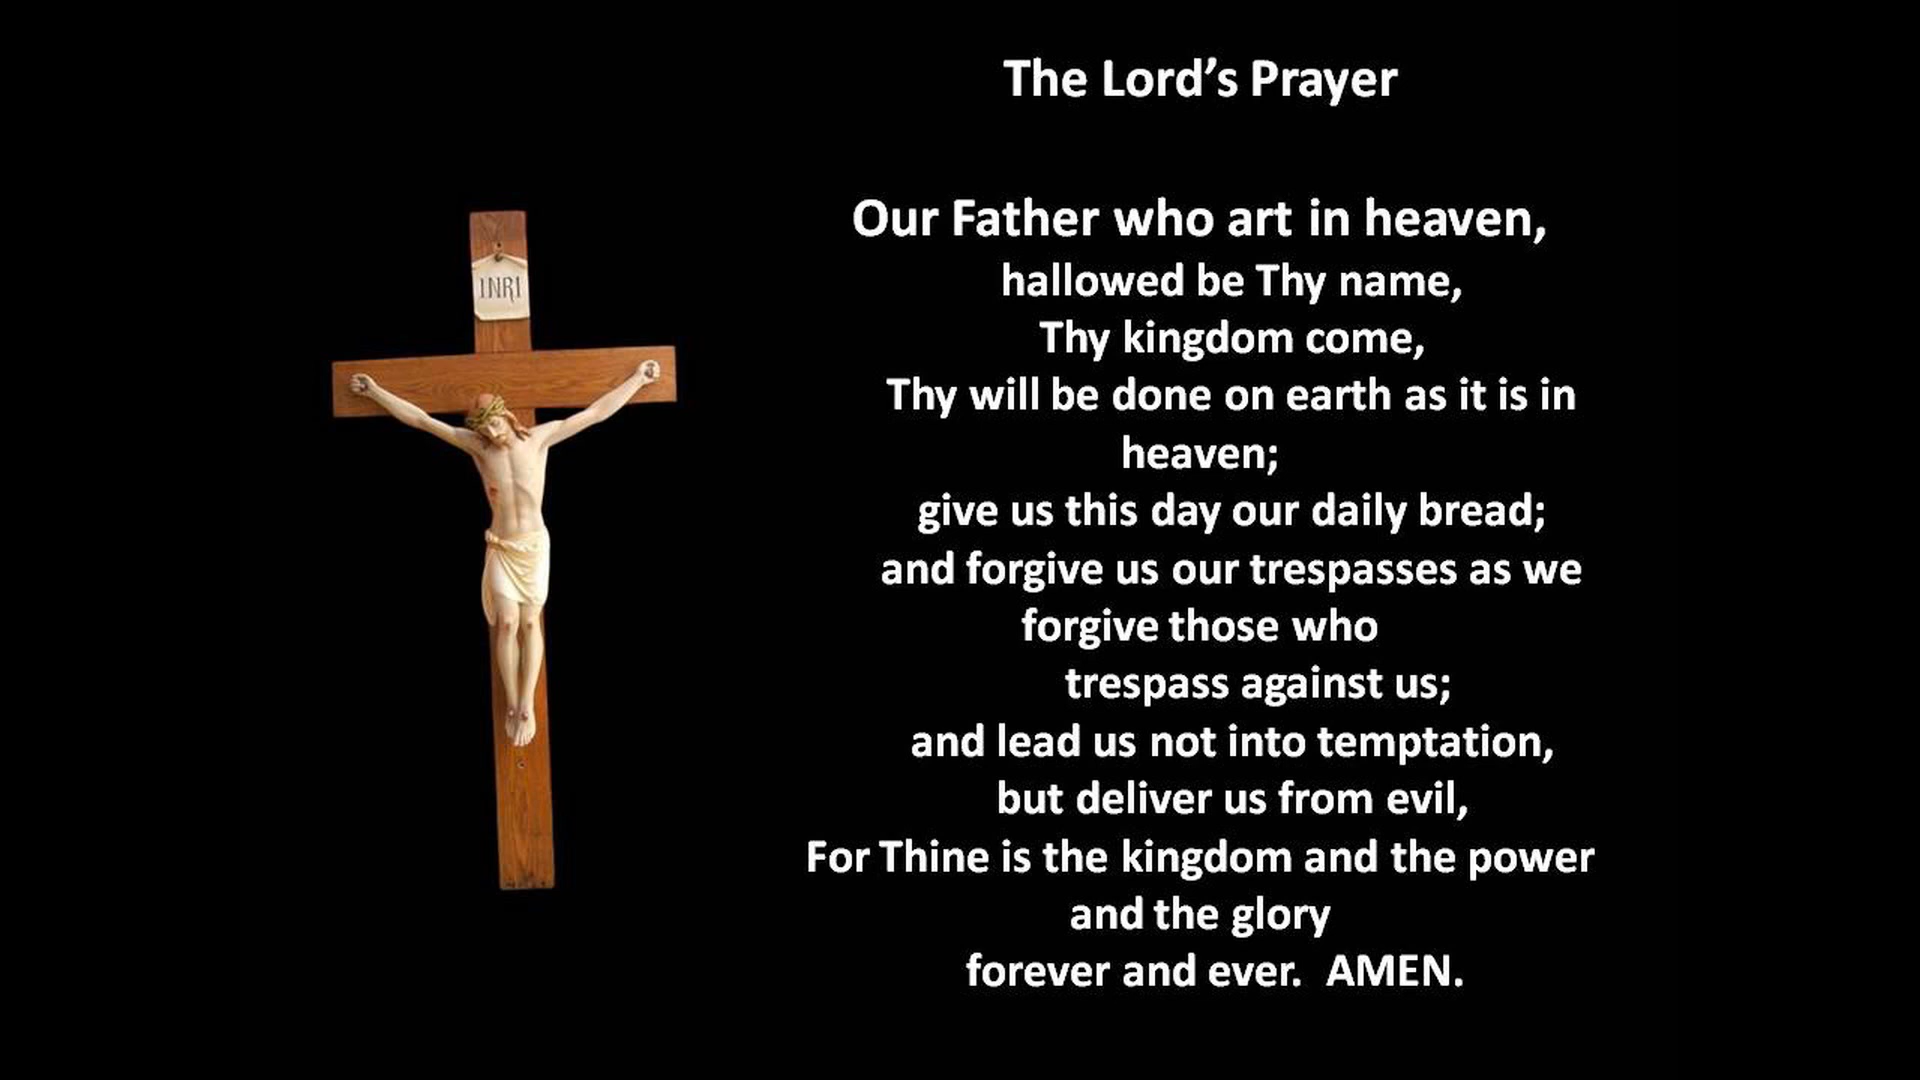 The Lord’s Prayer
INRI
Our Father who art in heaven,
hallowed be Thy name,
Thy kingdom come,
Thy will be done on earth as it is in
heaven;
give us this day our daily bread;
and forgive us our trespasses as we
forgive those who
trespass against us;
and lead us not into temptation,
but deliver us from evil,
For Thine is the kingdom and the power
and the glory
forever and ever.  AMEN.